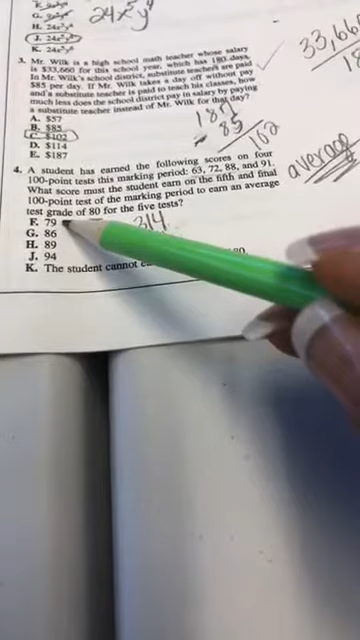 G.
H. 24x³y⁶
J. 24x⁵y⁸
K. 24x⁶y⁸
24x⁵y⁸
3. Mr. Wilk is a high school math teacher whose salary
is $33,660 for this school year, which has 180 days.
In Mr. Wilk's school district, substitute teachers are paid
$85 per day. If Mr. Wilk takes a day off without pay
and a substitute teacher is paid to teach his classes, how
much less does the school district pay in salary by paying
a substitute teacher instead of Mr. Wilk for that day?
A. $57
B. $85
C. $102
D. $114
E. $187
85
102
33,66
18
average
4. A student has earned the following scores on four
100-point tests this marking period: 63, 72, 88, and 91.
What score must the student earn on the fifth and final
100-point test of the marking period to earn an average
test grade of 80 for the five tests?
F. 79
G. 86
H. 89
J. 94
K. The student cannot
314